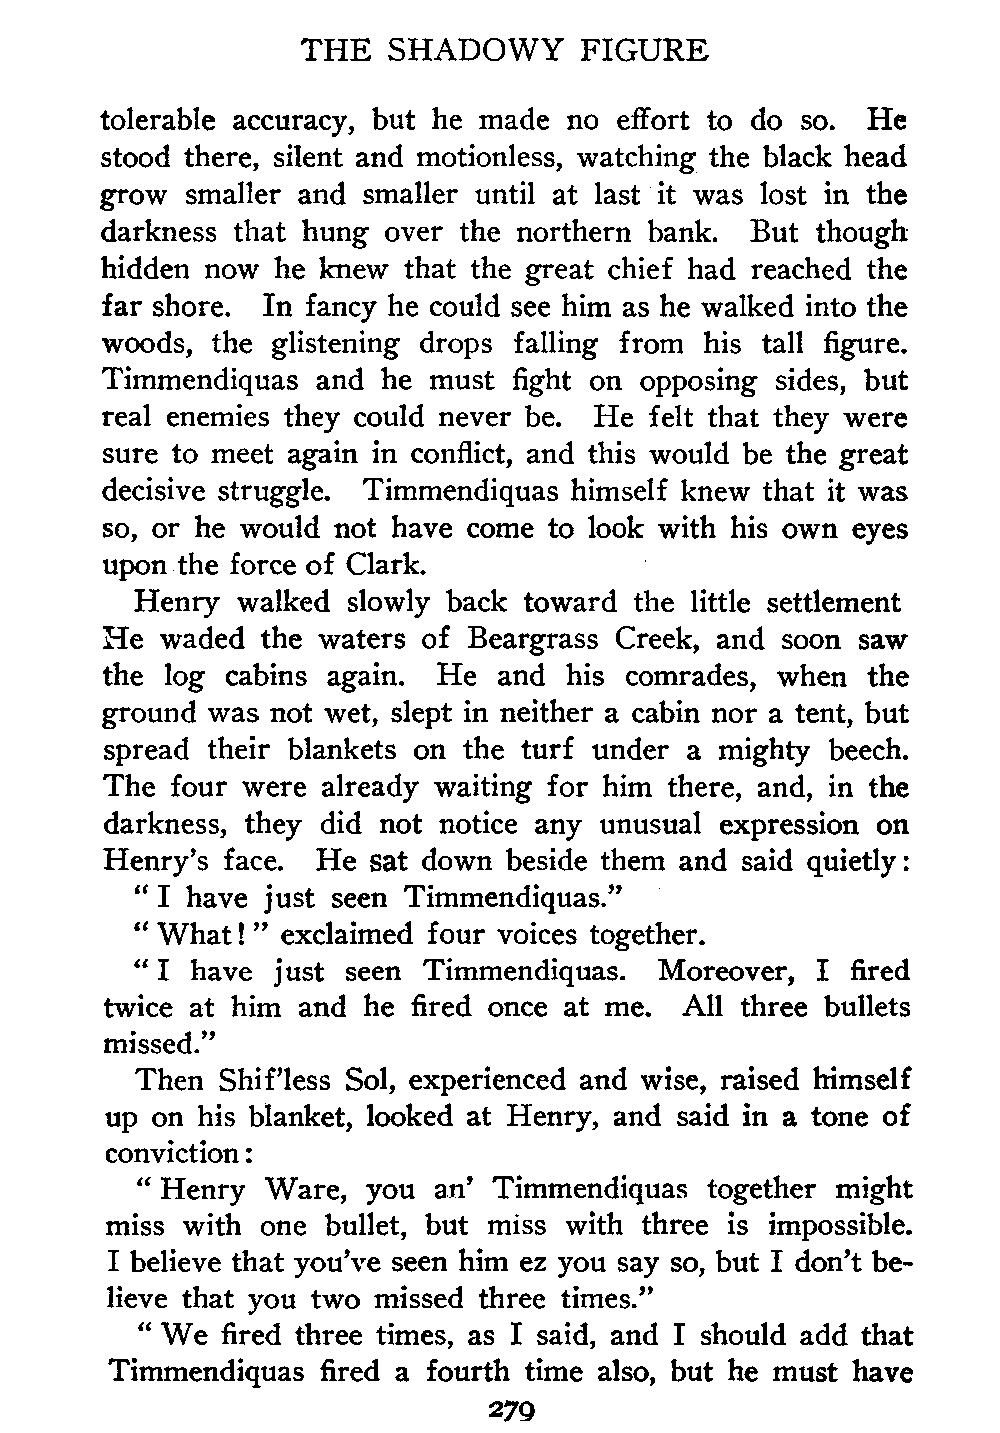 THE SHADOWY FIGURE
tolerable accuracy, but he made no effort to do so. He
stood there, silent and motionless, watching the black head
grow smaller and smaller until at last it was lost in the
darkness that hung over the northern bank. But though
hidden now he knew that the great chief had reached the
far shore. In fancy he could see him as he walked into the
woods, the glistening drops falling from his tall figure.
Timmendiquas and he must fight on opposing sides, but
real enemies they could never be. He felt that they were
sure to meet again in conflict, and this would be the great
decisive struggle. Timmendiquas himself knew that it was
so, or he would not have come to look with his own eyes
upon the force of Clark.
Henry walked slowly back toward the little settlement
He waded the waters of Beargrass Creek, and soon saw
the log cabins again. He and his comrades, when the
ground was not wet, slept in neither a cabin nor a tent, but
spread their blankets on the turf under a mighty beech.
The four were already waiting for him there, and, in the
darkness, they did not notice any unusual expression on
Henry's face. He sat down beside them and said quietly:
"I have just seen Timmendiquas."
"What!" exclaimed four voices together.
"I have just seen Timmendiquas. Moreover, I fired
twice at him and he fired once at me. All three bullets
missed."
Then Shif'less Sol, experienced and wise, raised himself
up on his blanket, looked at Henry, and said in a tone of
conviction:
"Henry Ware, you an' Timmendiquas together might
miss with one bullet, but miss with three is impossible.
I believe that you've seen him ez you say so, but I don't be-
lieve that you two missed three times."
"We fired three times, as I said, and I should add that
Timmendiquas fired a fourth time also, but he must have
279